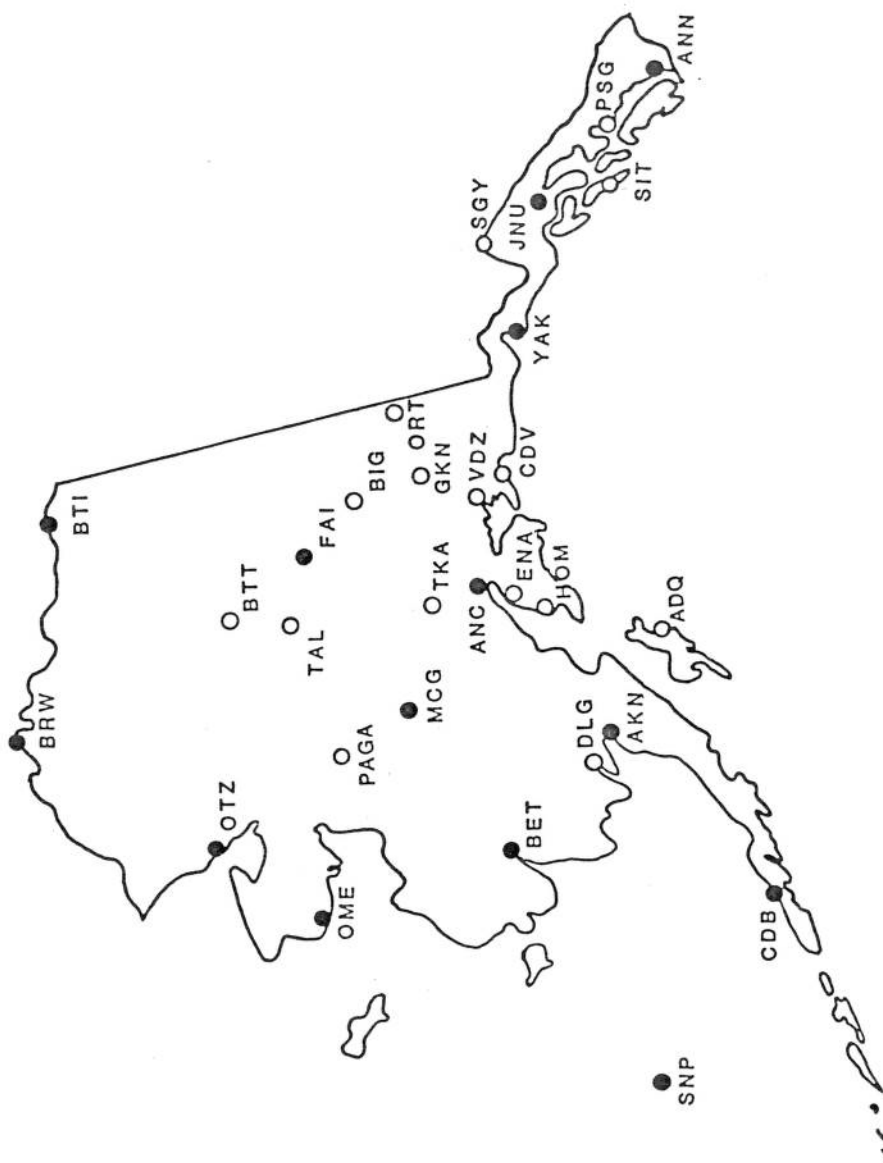 BRW
BTI
OTZ
BTT
OME
TAL
FAI
PAGA
BIG
MCG
TKA
ORT
GKN
ANC
VDZ
SGY
BET
ENA
CDV
YAK
JNU
HOM
DLG
AKN
ADQ
SIT
PSG
ANN
SNP
CDB